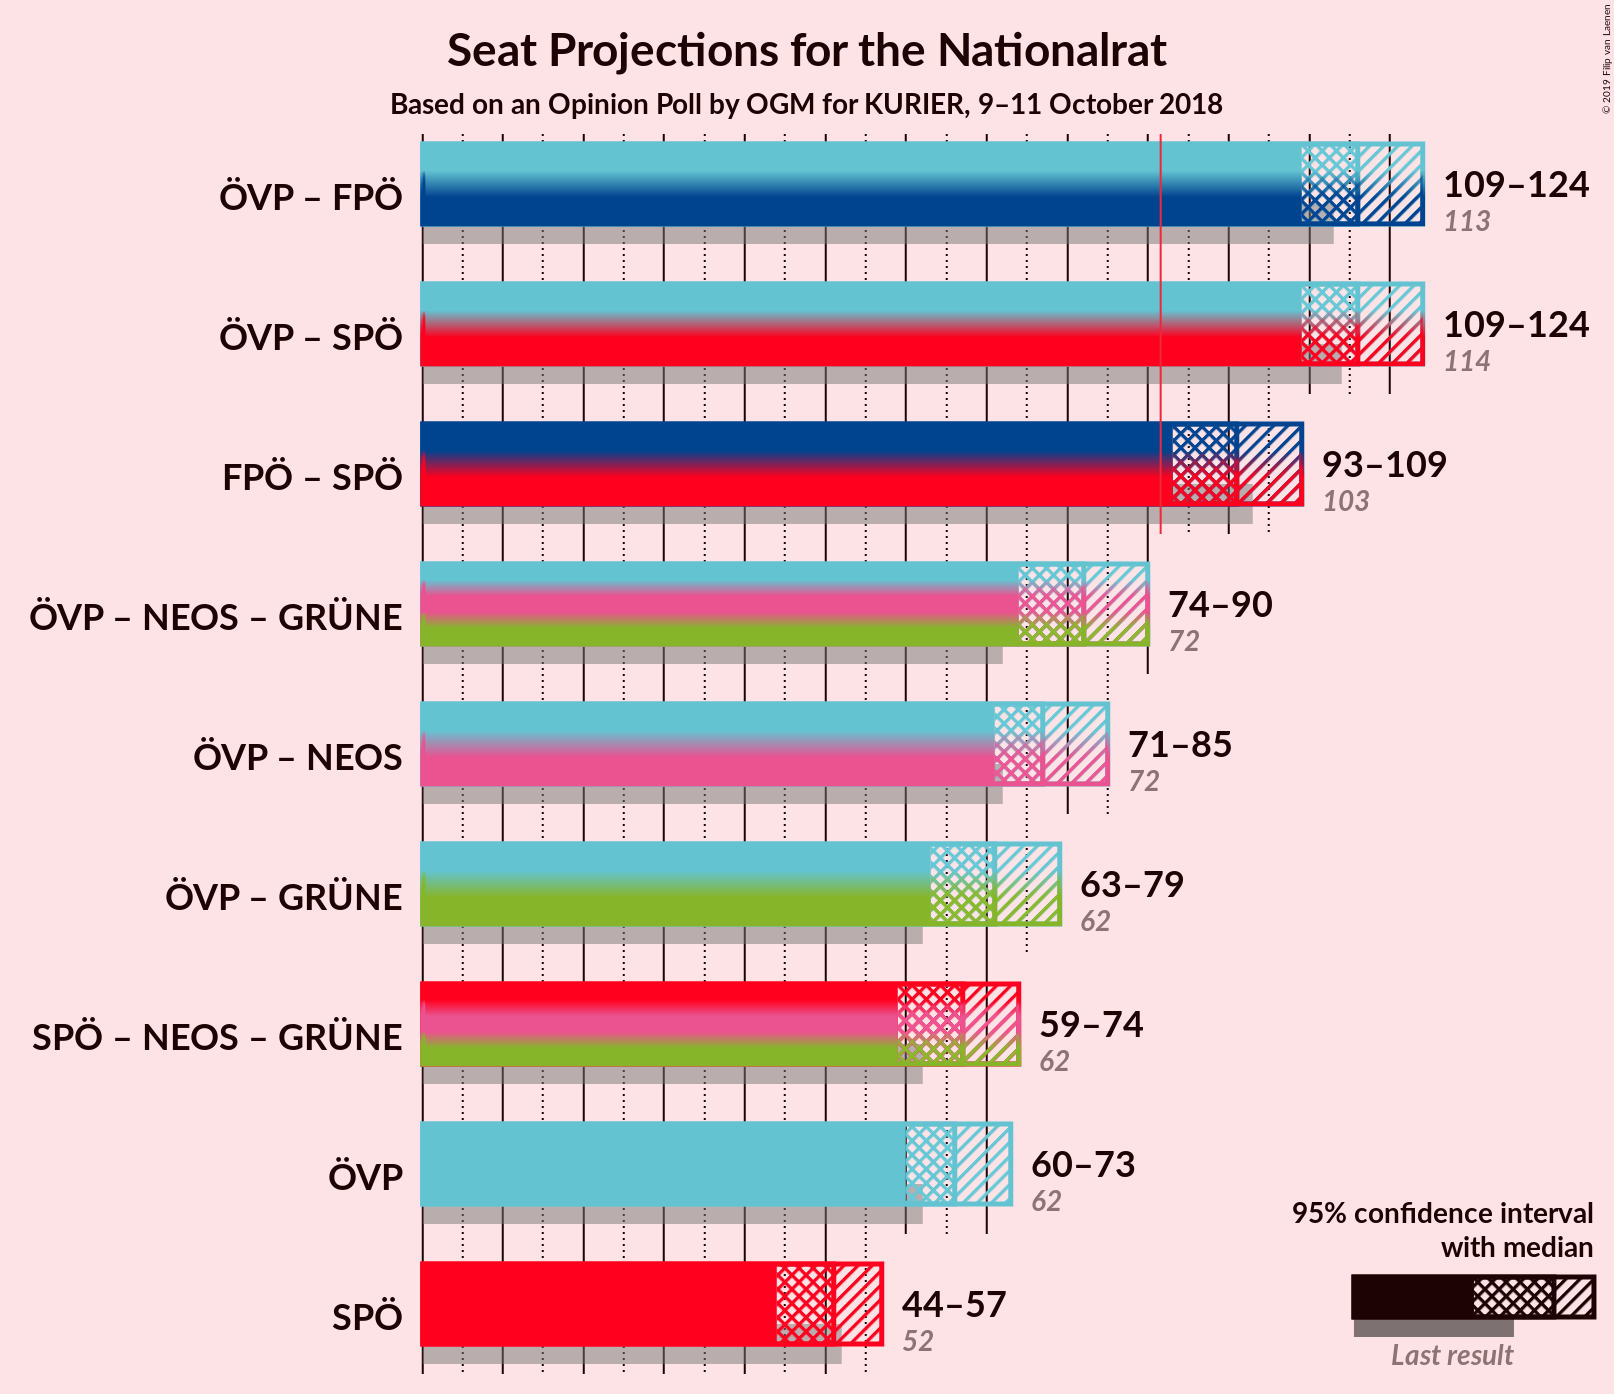 Seat Projections for the Nationalrat
Based on an Opinion Poll by OGM for KURIER, 9–11 October 2018
© 2019 Filip van Laenen
ÖVP – FPÖ
109–124
113
ÖVP – SPÖ
109–124
114
FPÖ – SPÖ
93–109
103
ÖVP – NEOS – GRÜNE
74–90
72
ÖVP – NEOS
71–85
72
ÖVP – GRÜNE
63–79
62
SPÖ – NEOS – GRÜNE
59–74
62
ÖVP
60–73
62
SPÖ
44–57
52
95% confidence interval
with median
Last result